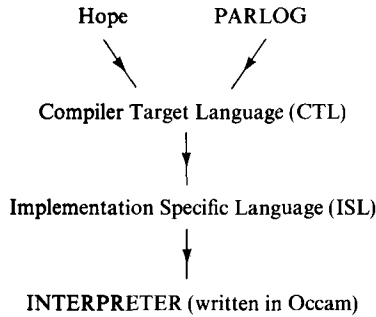 Hope PARLOG
Compiler Target Language (CTL)
Implementation Specific Language (ISL)
INTERPRETER (written in Occam)